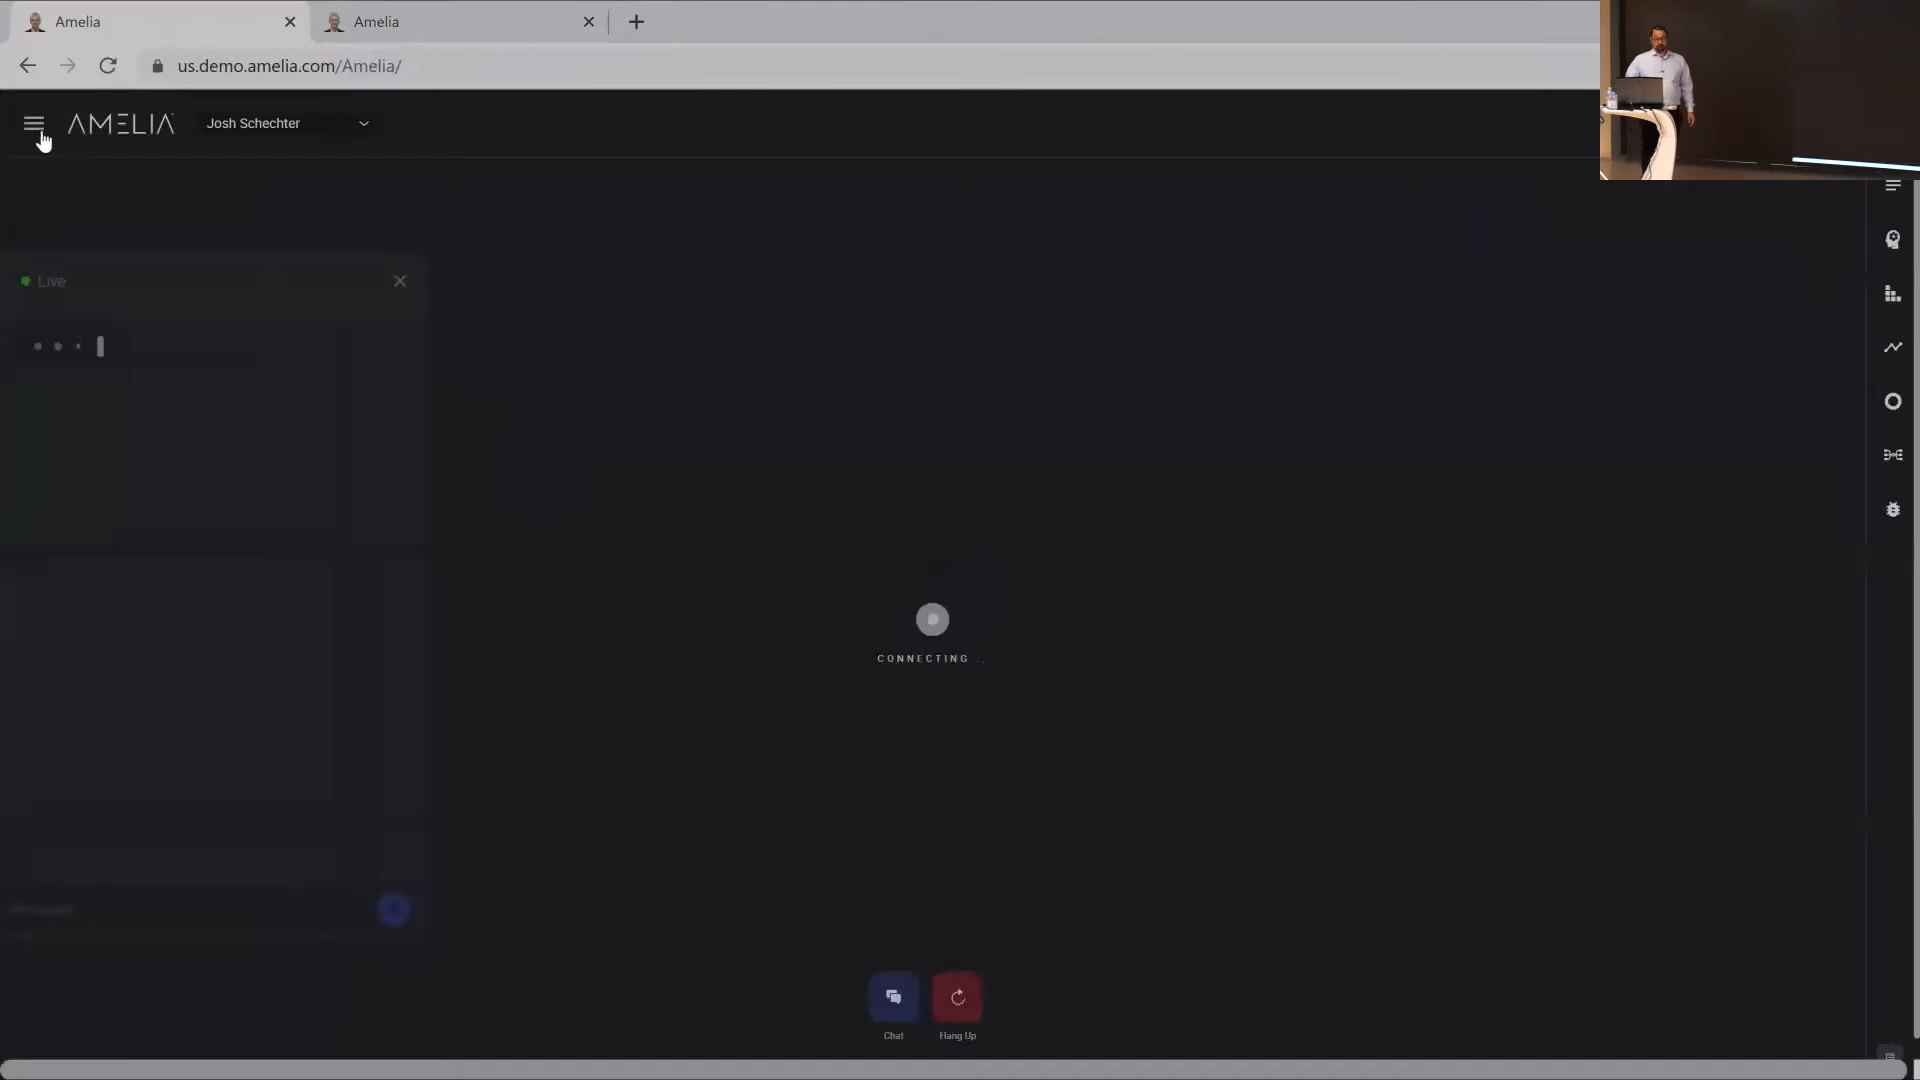 Amelia
Amelia
us.demo.amelia.com/Amelia/
AMELIA
Josh Schechter
Live
CONNECTING ..
Chat
Hang Up